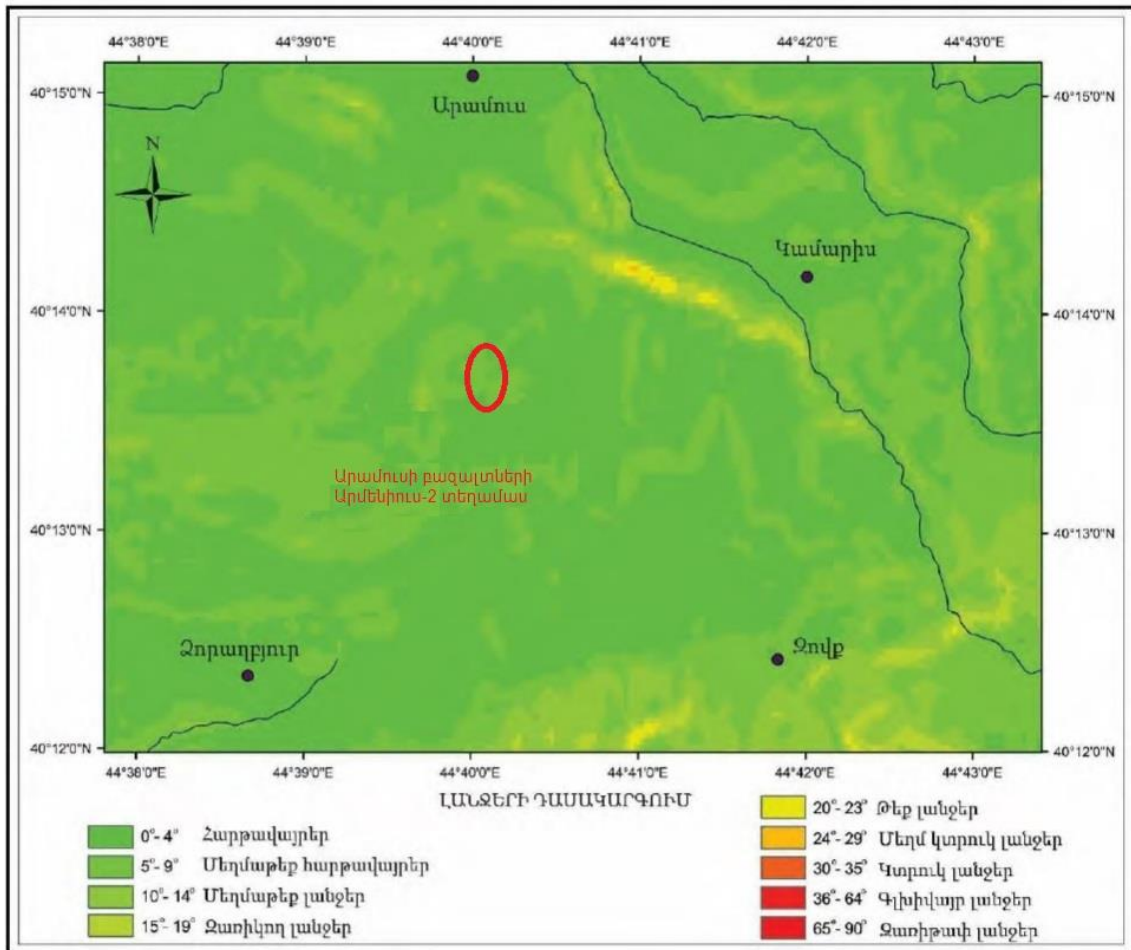 44°38'0"E 44°39'0"E 44°40'0"E 44°41'0"E 44°42'0"E 44°43'0"E
40°15'0"N 40°15'0"N
Արամուս
N
Կամարիս
40°14'0"N 40°14'0"N
Արամուսի բազալտների
Արմենիուս-2 տեղամաս
40°13'0"N 40°13'0"N
Ձորաղբյուր
Զովք
40°12'0"N 40°12'0"N
44°38'0"E 44°39'0"E 44°40'0"E 44°41'0"E 44°42'0"E 44°43'0"E
ԼԱՆՋԵՐԻ ԴԱՍԱԿԱՐԳՈՒՄ
0°- 4° Հարթավայրեր
5°- 9° Մեղմաթեք հարթավայրեր
10°- 14° Մեղմաթեք լանջեր
15°- 19° Զառիկող լանջեր
20°- 23° Թեք լանջեր
24°- 29° Մեղմ կտրուկ լանջեր
30°- 35° Կտրուկ լանջեր
36°- 64° Գլխիվայր լանջեր
65°- 90° Զառիթափ լանջեր